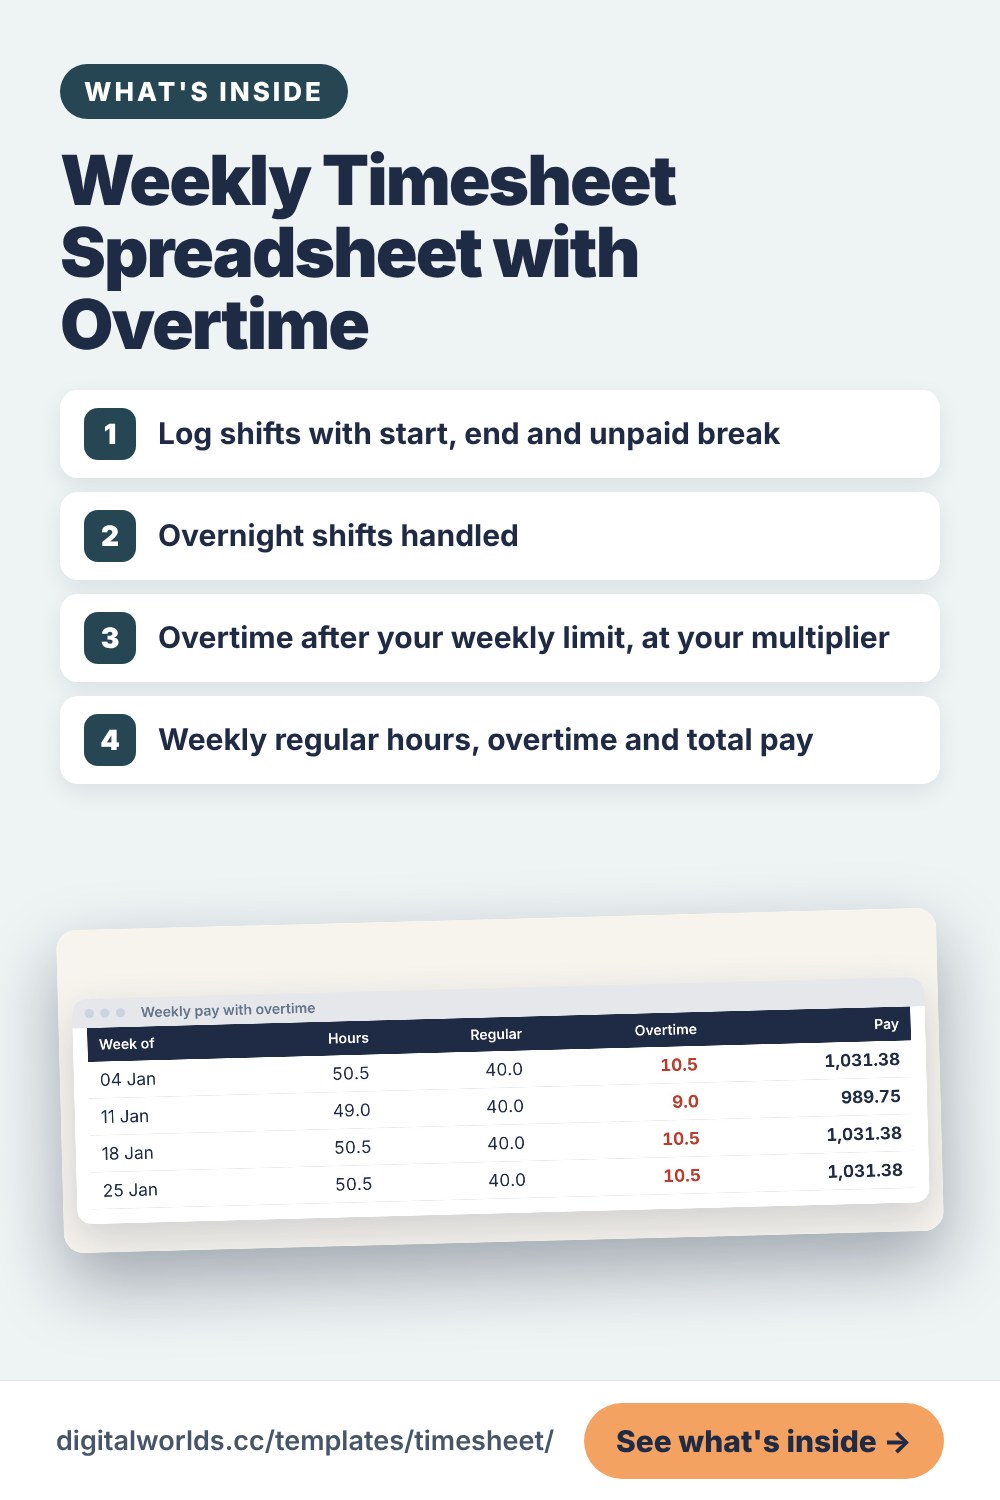 WHAT'S INSIDE
Weekly Timesheet
Spreadsheet with
Overtime
1 Log shifts with start, end and unpaid break
2 Overnight shifts handled
3 Overtime after your weekly limit, at your multiplier
4 Weekly regular hours, overtime and total pay
Weekly pay with overtime
Week of Hours Regular Overtime Pay
04 Jan 50.5 40.0 10.5 1,031.38
11 Jan 49.0 40.0 9.0 989.75
18 Jan 50.5 40.0 10.5 1,031.38
25 Jan 50.5 40.0 10.5 1,031.38
digitalworlds.cc/templates/timesheet/
See what's inside →